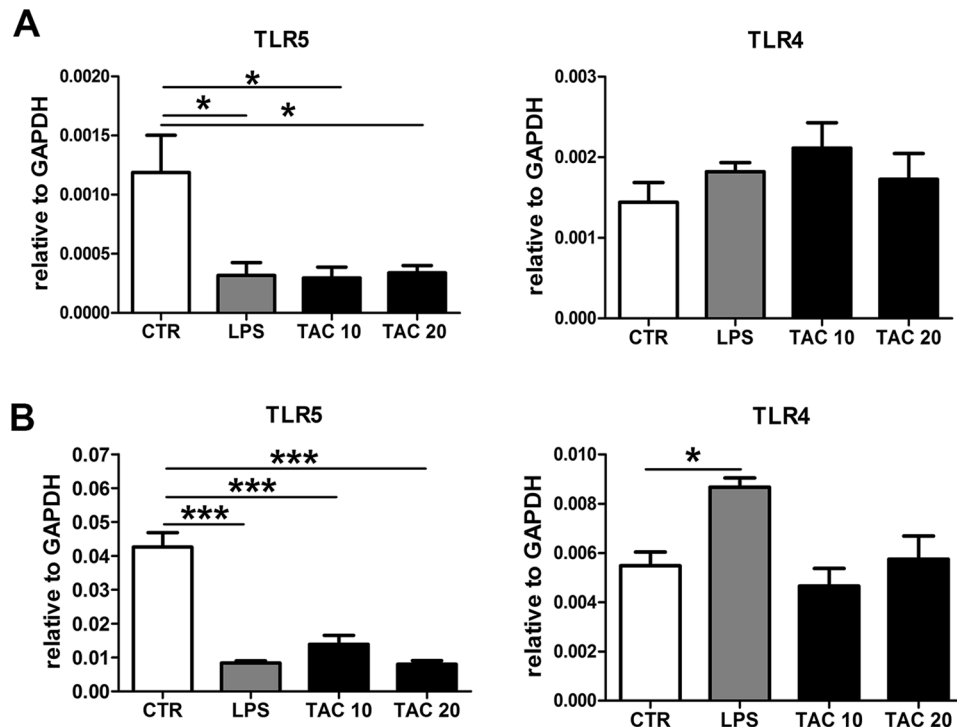 A
TLR5
relative to GAPDH
0.0020
0.0015
0.0010
0.0005
0.0000
*
*
*
CTR LPS TAC 10 TAC 20
TLR4
relative to GAPDH
0.003
0.002
0.001
0.000
CTR LPS TAC 10 TAC 20
B
TLR5
relative to GAPDH
0.07
0.06
0.05
0.04
0.03
0.02
0.01
0.00
***
***
***
CTR LPS TAC 10 TAC 20
TLR4
relative to GAPDH
0.010
0.008
0.006
0.004
0.002
0.000
*
CTR LPS TAC 10 TAC 20